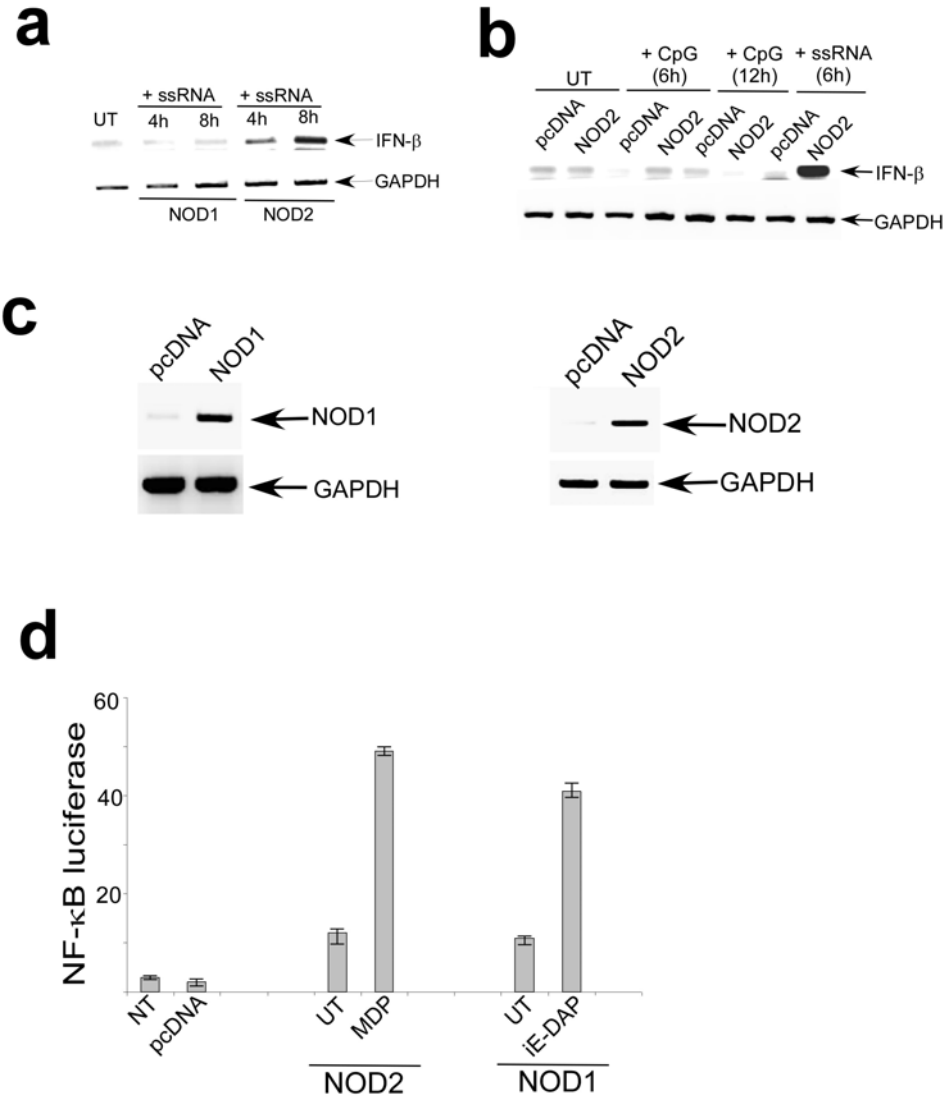 a
+ ssRNA + ssRNA
UT 4h 8h 4h 8h
IFN-β
GAPDH
NOD1 NOD2
b
+ CpG + CpG + ssRNA
UT (6h) (12h) (6h)
pcDNA NOD2 pcDNA NOD2 pcDNA NOD2 pcDNA NOD2
IFN-β
GAPDH
c
pcDNA NOD1
NOD1
GAPDH
pcDNA NOD2
NOD2
GAPDH
d
NF-κB luciferase
60
40
20
NT pcDNA UT MDP UT iE-DAP
NOD2 NOD1